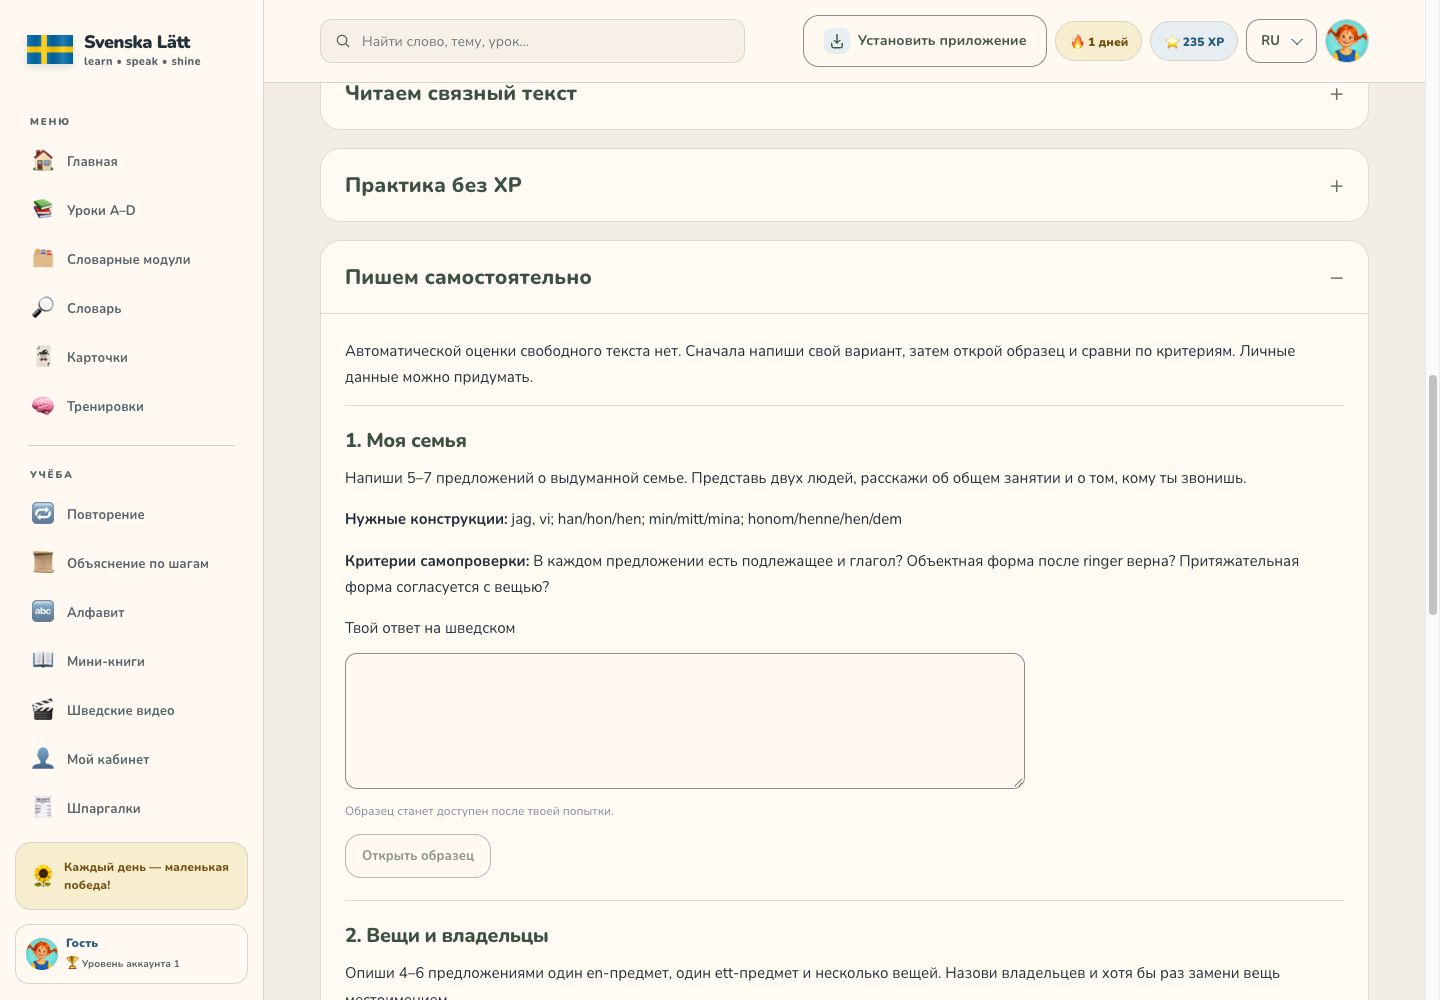 Svenska Lätt
learn • speak • shine
МЕНЮ
Главная
Уроки A–D
Словарные модули
Словарь
Карточки
Тренировки
УЧЁБА
Повторение
Объяснение по шагам
abc
Алфавит
Мини-книги
Шведские видео
Мой кабинет
Шпаргалки
Каждый день — маленькая
победа!
Гость
Уровень аккаунта 1
Найти слово, тему, урок...
Установить приложение
1 дней
235 XP
RU
Читаем связный текст
Практика без XP
Пишем самостоятельно
Автоматической оценки свободного текста нет. Сначала напиши свой вариант, затем открой образец и сравни по критериям. Личные
данные можно придумать.
1. Моя семья
Напиши 5–7 предложений о выдуманной семье. Представь двух людей, расскажи об общем занятии и о том, кому ты звонишь.
Нужные конструкции: jag, vi; han/hon/hen; min/mitt/mina; honom/henne/hen/dem
Критерии самопроверки: В каждом предложении есть подлежащее и глагол? Объектная форма после ringer верна? Притяжательная
форма согласуется с вещью?
Твой ответ на шведском
Образец станет доступен после твоей попытки.
Открыть образец
2. Вещи и владельцы
Опиши 4–6 предложениями один en-предмет, один ett-предмет и несколько вещей. Назови владельцев и хотя бы раз замени вещь
местоимением